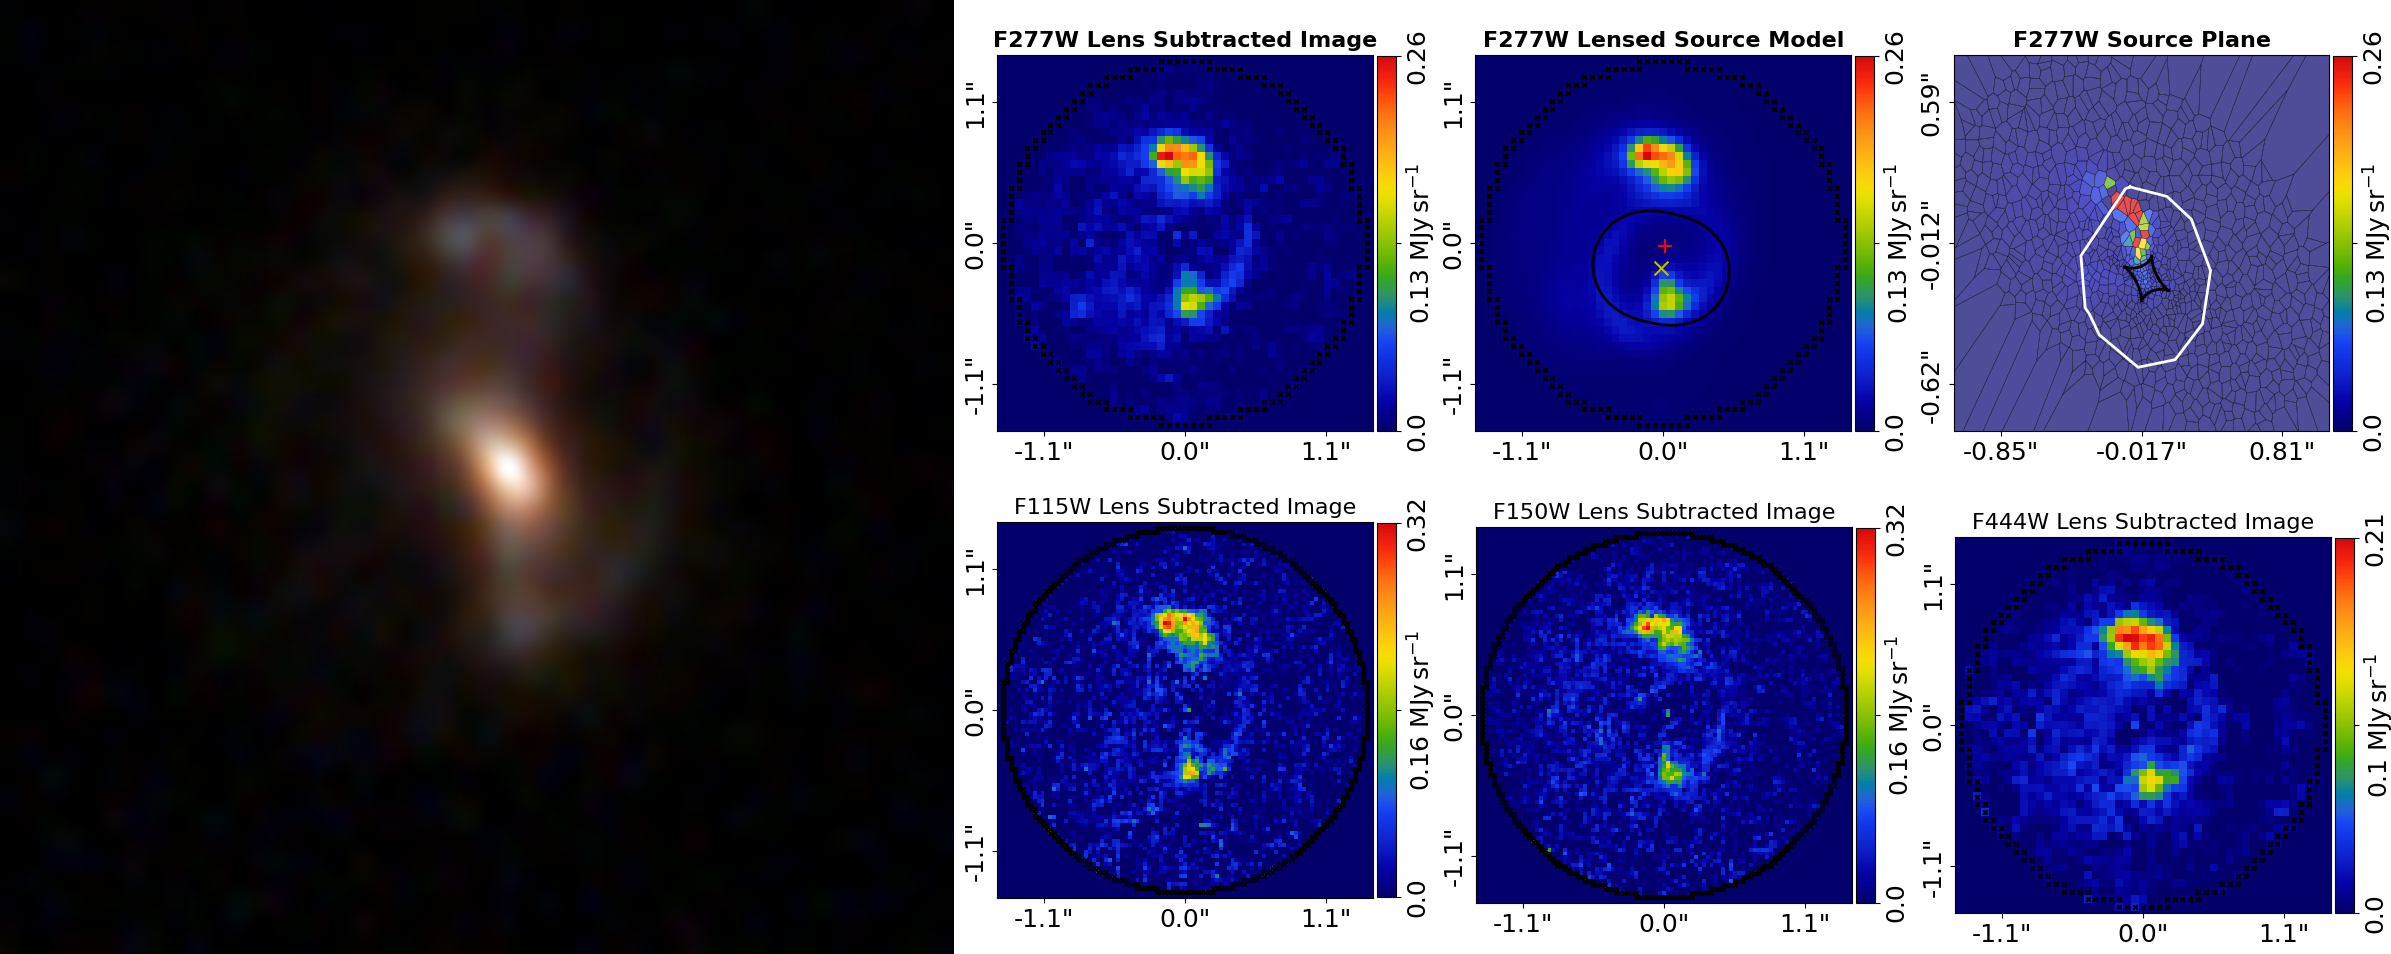 F277W Lens Subtracted Image
1.1"
0.0"
-1.1"
-1.1" 0.0" 1.1"
0.26
0.13 MJy sr⁻¹
0.0
F277W Lensed Source Model
1.1"
0.0"
-1.1"
-1.1" 0.0" 1.1"
0.26
0.13 MJy sr⁻¹
0.0
F277W Source Plane
0.59"
-0.012"
-0.62"
-0.85" -0.017" 0.81"
0.26
0.13 MJy sr⁻¹
0.0
F115W Lens Subtracted Image
1.1"
0.0"
-1.1"
-1.1" 0.0" 1.1"
0.32
0.16 MJy sr⁻¹
0.0
F150W Lens Subtracted Image
1.1"
0.0"
-1.1"
-1.1" 0.0" 1.1"
0.32
0.16 MJy sr⁻¹
0.0
F444W Lens Subtracted Image
1.1"
0.0"
-1.1"
-1.1" 0.0" 1.1"
0.21
0.1 MJy sr⁻¹
0.0